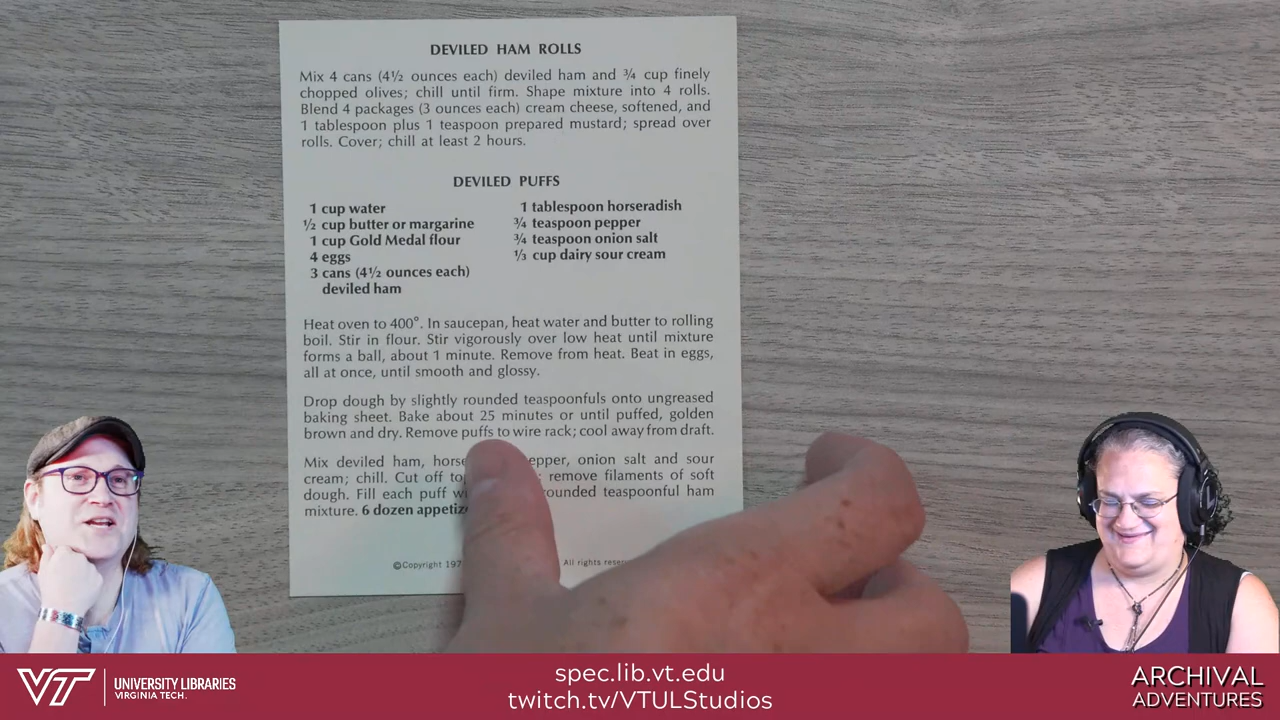 DEVILED HAM ROLLS
Mix 4 cans (4½ ounces each) deviled ham and ¾ cup finely
chopped olives; chill until firm. Shape mixture into 4 rolls.
Blend 4 packages (3 ounces each) cream cheese, softened, and
1 tablespoon plus 1 teaspoon prepared mustard; spread over
rolls. Cover; chill at least 2 hours.
DEVILED PUFFS
1 cup water
½ cup butter or margarine
1 cup Gold Medal flour
4 eggs
3 cans (4½ ounces each)
deviled ham
1 tablespoon horseradish
¾ teaspoon pepper
¾ teaspoon onion salt
⅓ cup dairy sour cream
Heat oven to 400°. In saucepan, heat water and butter to rolling
boil. Stir in flour. Stir vigorously over low heat until mixture
forms a ball, about 1 minute. Remove from heat. Beat in eggs,
all at once, until smooth and glossy.
Drop dough by slightly rounded teaspoonfuls onto ungreased
baking sheet. Bake about 25 minutes or until puffed, golden
brown and dry. Remove puffs to wire rack; cool away from draft.
Mix deviled ham, onion salt and sour
cream; chill. Cut off remove filaments of soft
dough. Fill each puff rounded teaspoonful ham
mixture. 6 dozen
©Copyright All rights
VT UNIVERSITY LIBRARIES
VIRGINIA TECH.
spec.lib.vt.edu
twitch.tv/VTULStudios
ARCHIVAL
ADVENTURES